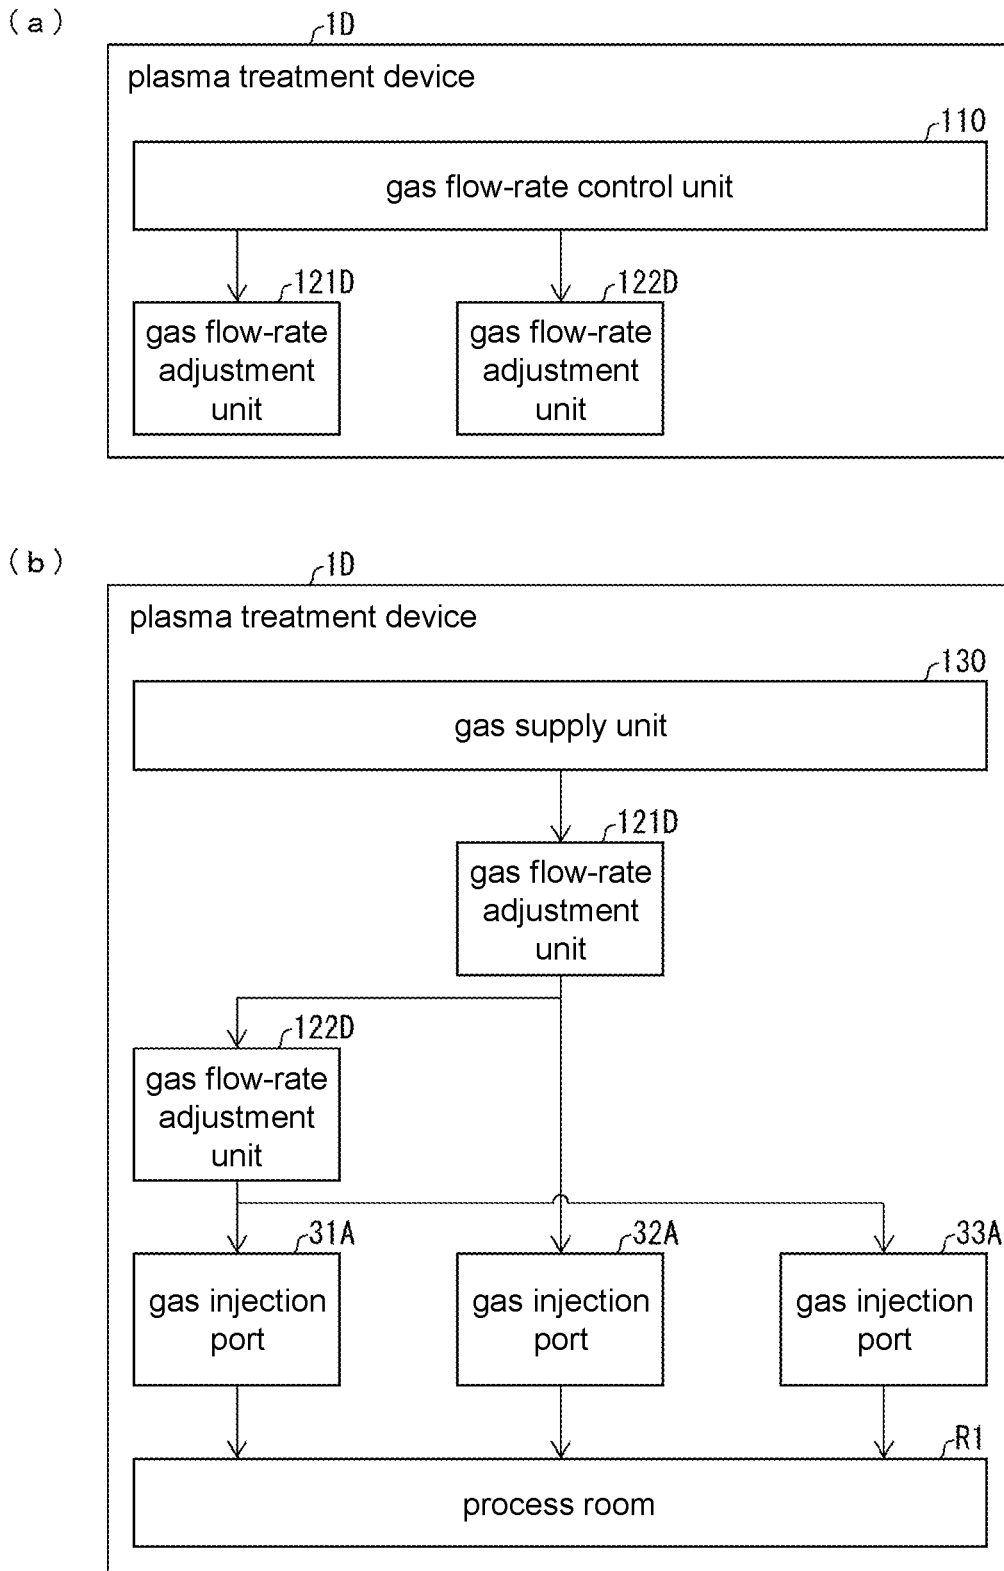 (a)
1D
plasma treatment device
110
gas flow-rate control unit
121D
122D
gas flow-rate
adjustment
unit
gas flow-rate
adjustment
unit
(b)
1D
plasma treatment device
130
gas supply unit
121D
gas flow-rate
adjustment
unit
122D
gas flow-rate
adjustment
unit
31A
32A
33A
gas injection
port
gas injection
port
gas injection
port
R1
process room